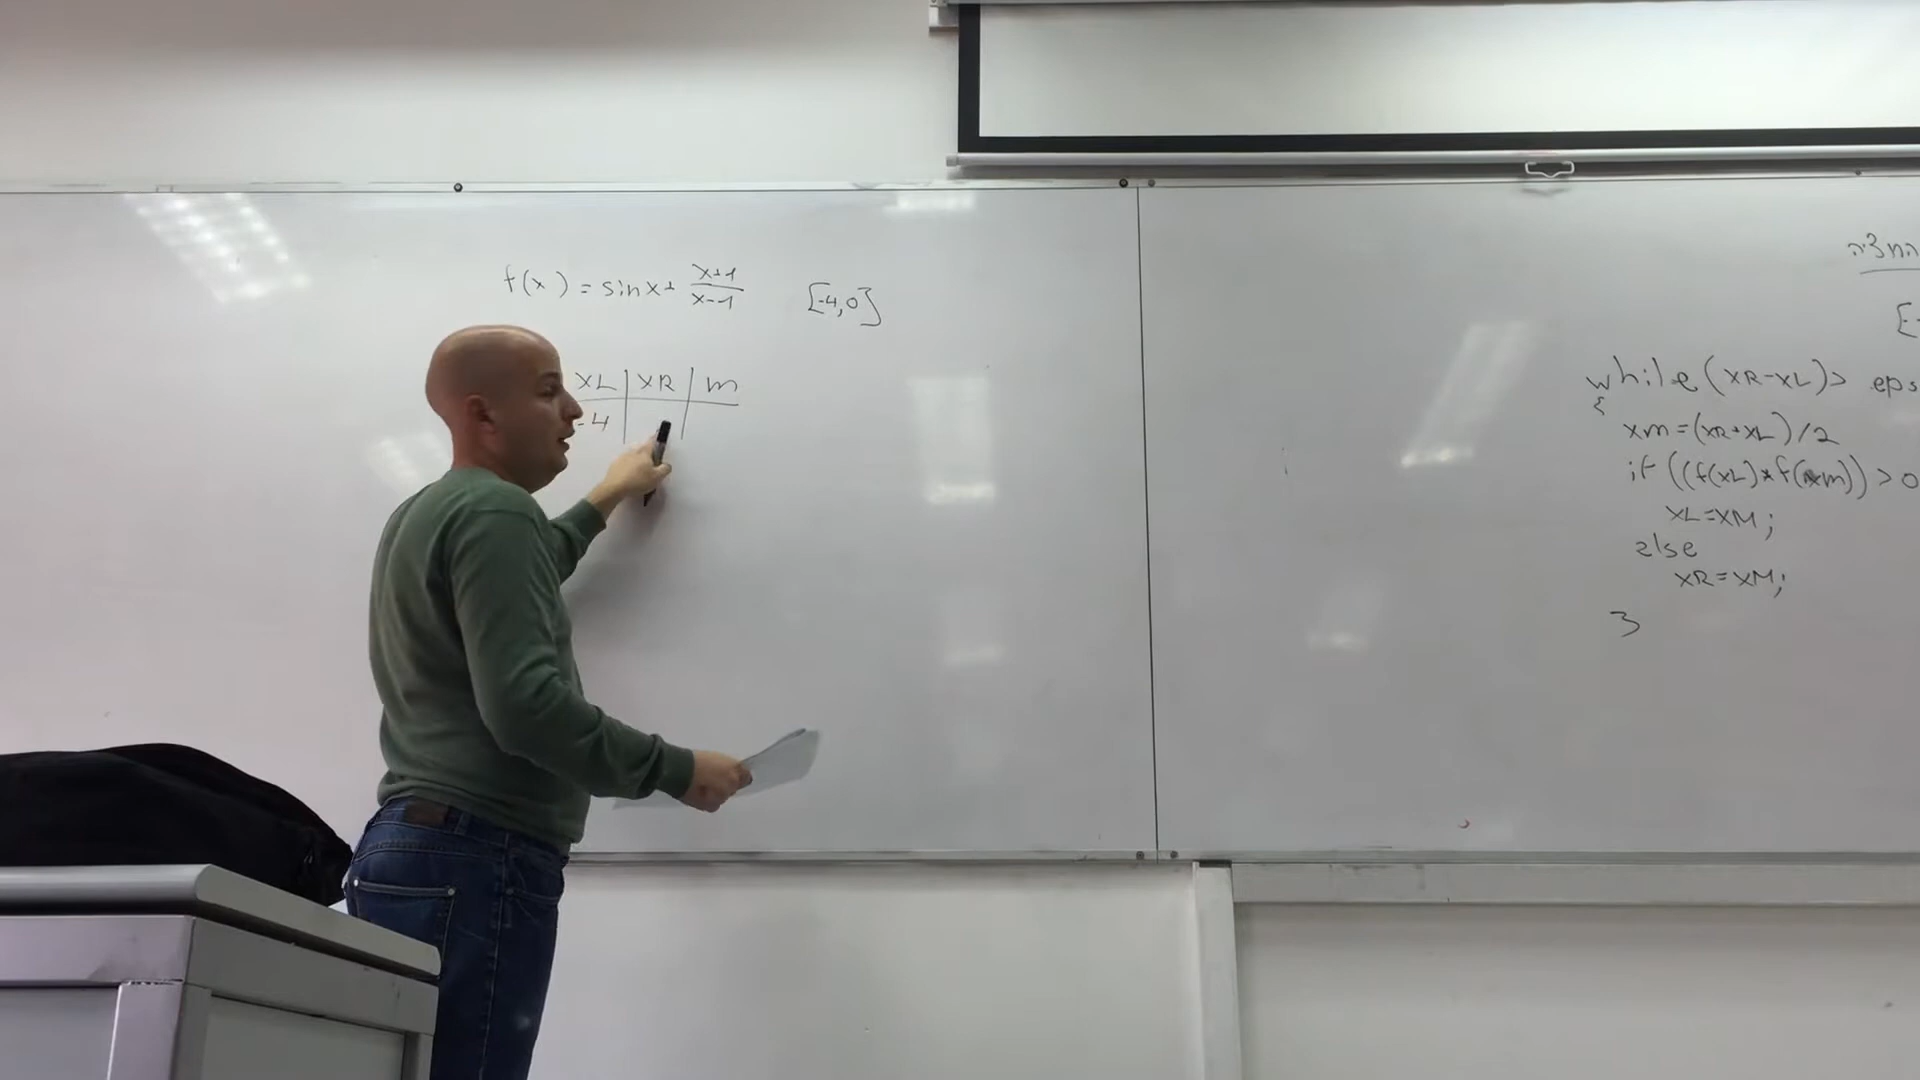 f(x) = sin x + (x+1)/(x-1)   [-4,0]
XL | XR | m
-4
[-
while (XR-XL) > eps
{
xm=(XR+XL)/2
if ((f(XL)*f(xm)) > 0
XL=XM;
else
XR=XM;
}